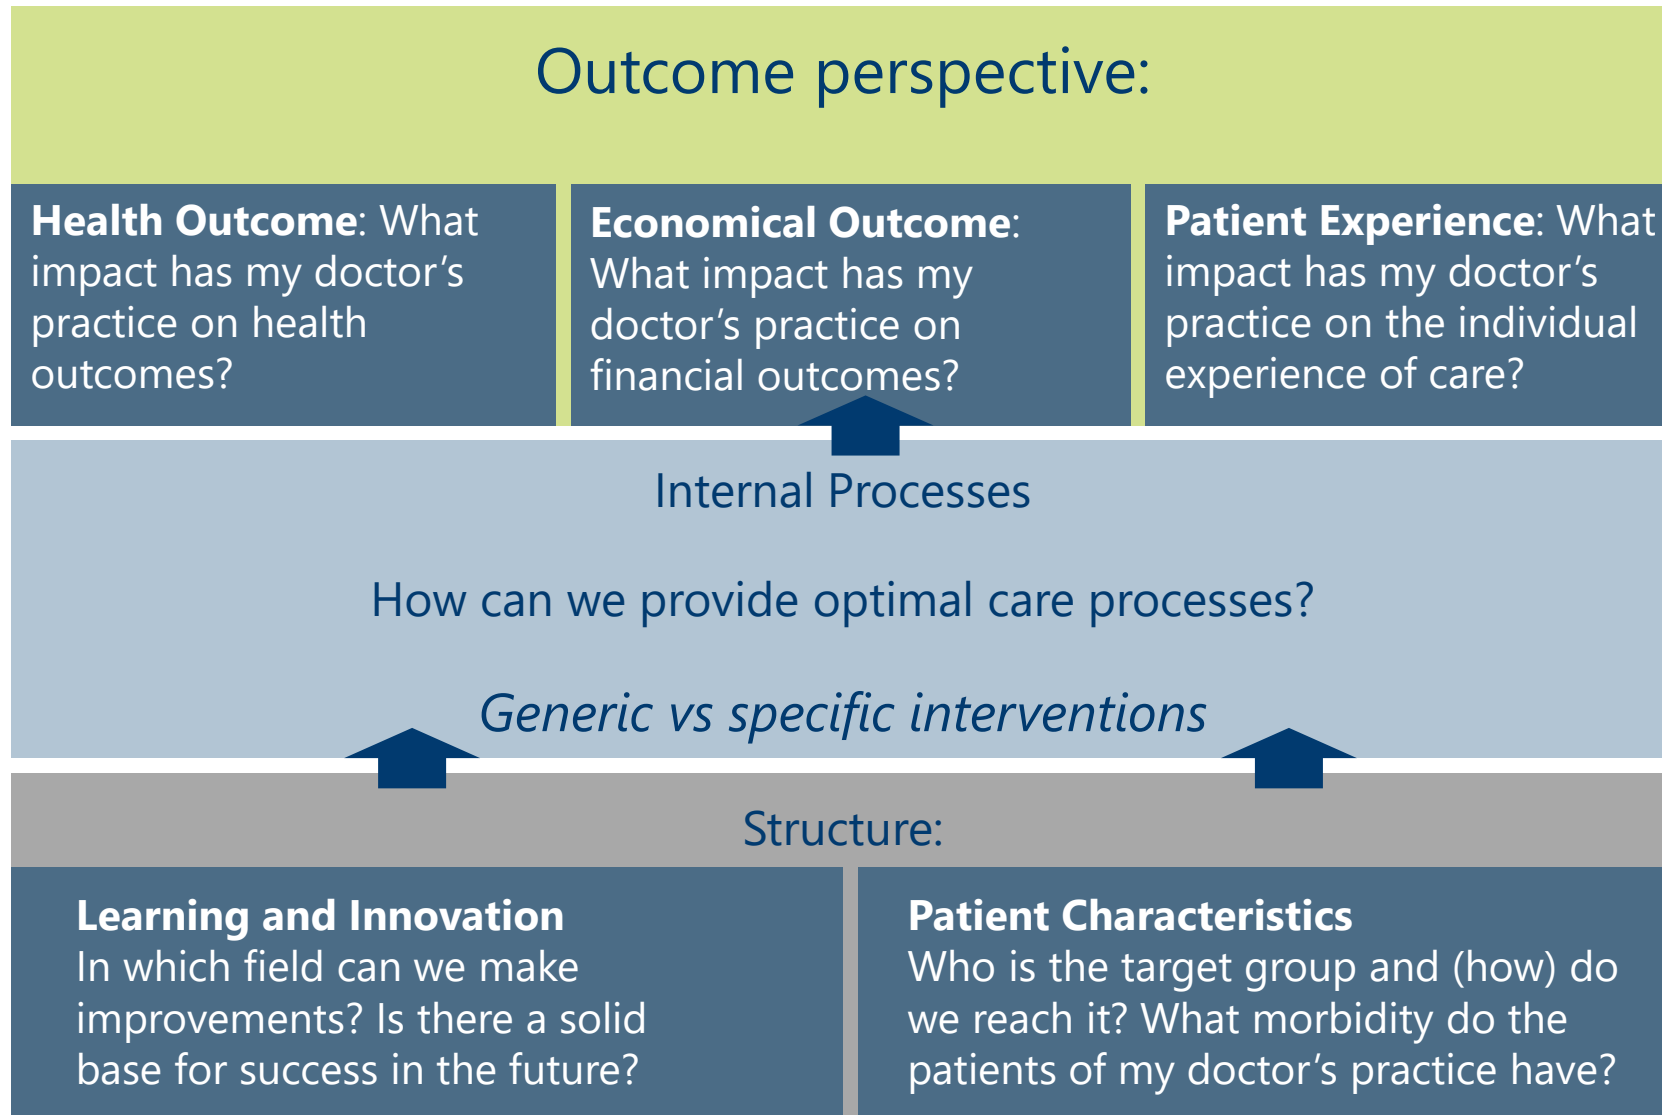 Outcome perspective:
Health Outcome: What
impact has my doctor’s
practice on health
outcomes?
Economical Outcome:
What impact has my
doctor’s practice on
financial outcomes?
Patient Experience: What
impact has my doctor’s
practice on the individual
experience of care?
Internal Processes
How can we provide optimal care processes?
Generic vs specific interventions
Structure:
Learning and Innovation
In which field can we make
improvements? Is there a solid
base for success in the future?
Patient Characteristics
Who is the target group and (how) do
we reach it? What morbidity do the
patients of my doctor’s practice have?